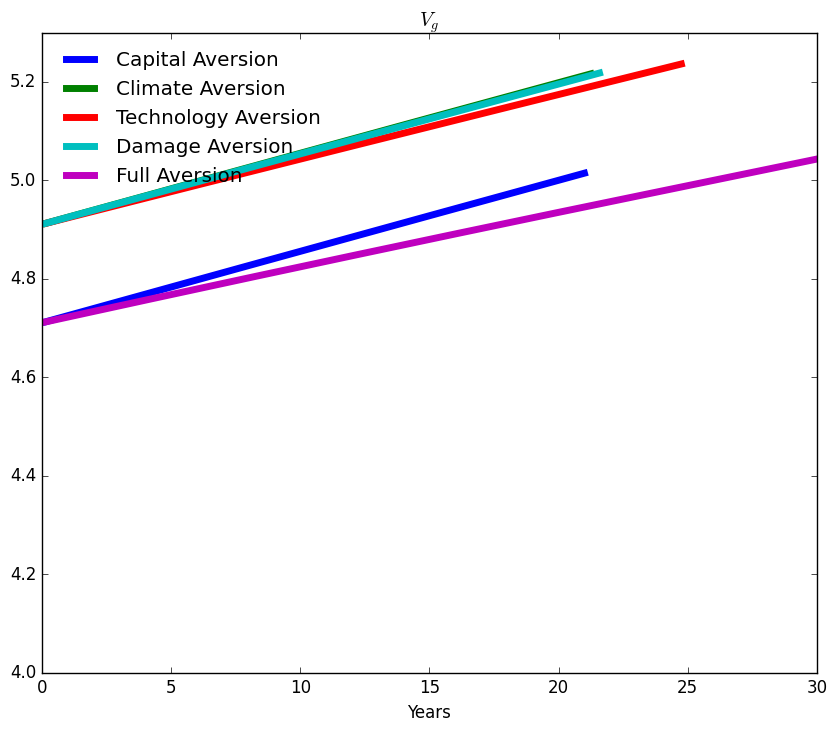 V_g
Capital Aversion
Climate Aversion
Technology Aversion
Damage Aversion
Full Aversion
5.2
5.0
4.8
4.6
4.4
4.2
4.0
0 5 10 15 20 25 30
Years